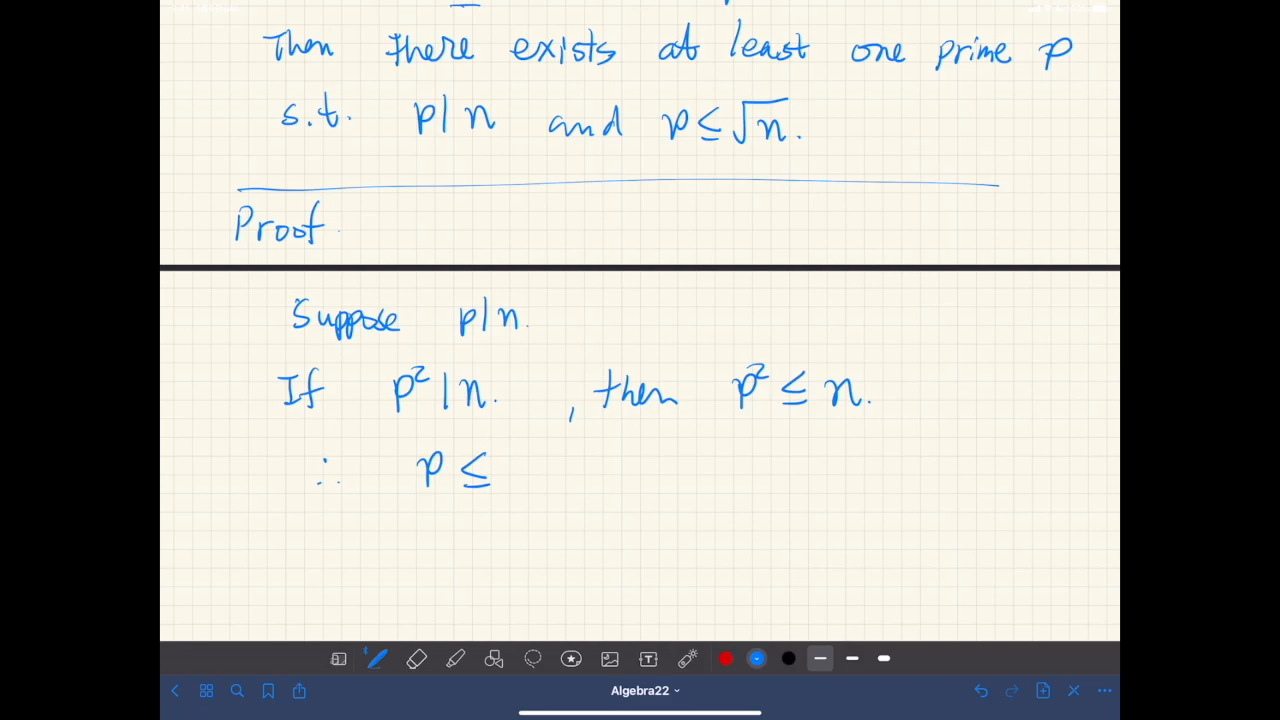 Then there exists at least one prime p
s.t. p|n and p≤√n.
Proof.
Suppose p|n.
If p²|n. , then p² ≤ n.
∴ p ≤
Algebra22